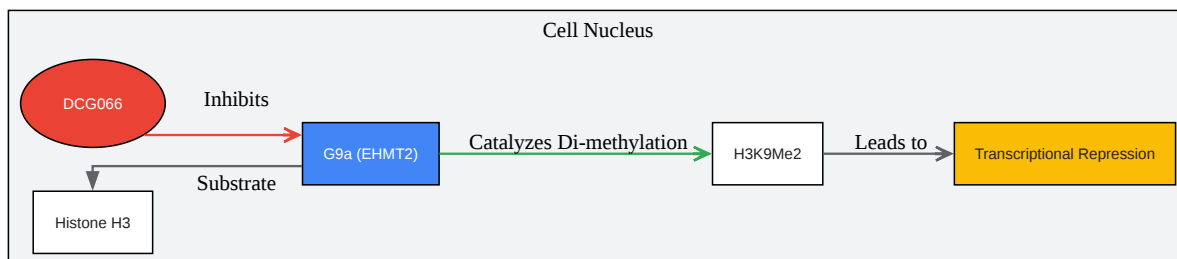 Cell Nucleus
DCG066
Inhibits
G9a (EHMT2)
Catalyzes Di-methylation
H3K9Me2
Leads to
Transcriptional Repression
Substrate
Histone H3